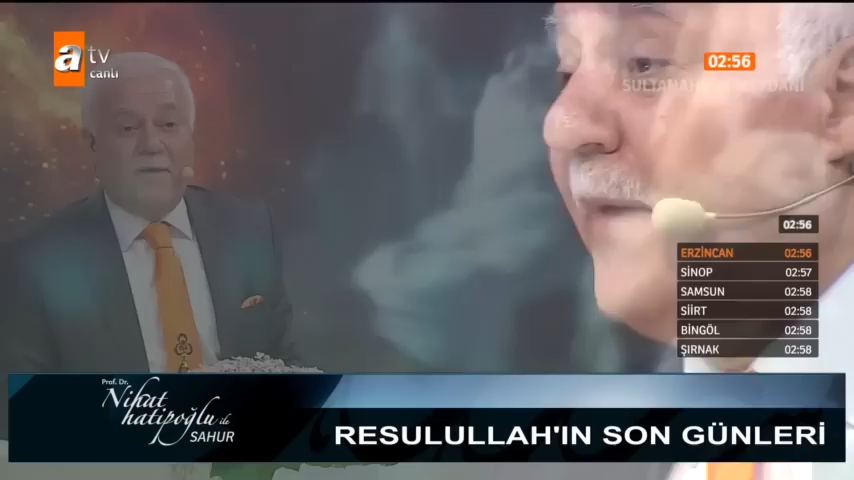 atv
canlı
02:56
SULTANAHMET MEYDANI
02:56
ERZİNCAN 02:56
SİNOP 02:57
SAMSUN 02:58
SİİRT 02:58
BİNGÖL 02:58
ŞIRNAK 02:58
Prof. Dr.
Nihat
hatipoğlu ile
SAHUR
RESULULLAH'IN SON GÜNLERİ